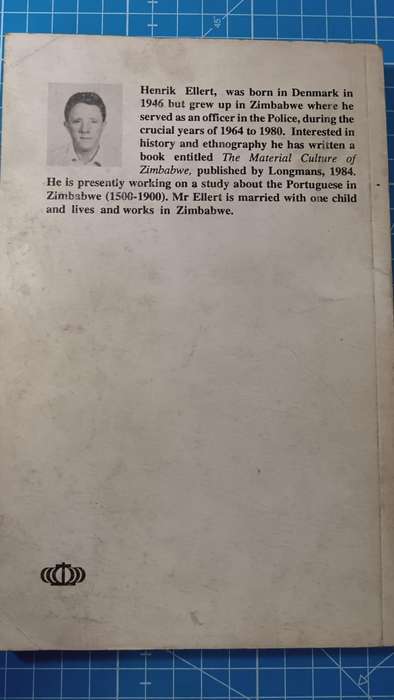 Henrik Ellert, was born in Denmark in
1946 but grew up in Zimbabwe where he
served as an officer in the Police, during the
crucial years of 1964 to 1980. Interested in
history and ethnography he has written a
book entitled The Material Culture of
Zimbabwe, published by Longmans, 1984.
He is presently working on a study about the Portuguese in
Zimbabwe (1500-1900). Mr Ellert is married with one child
and lives and works in Zimbabwe.
45